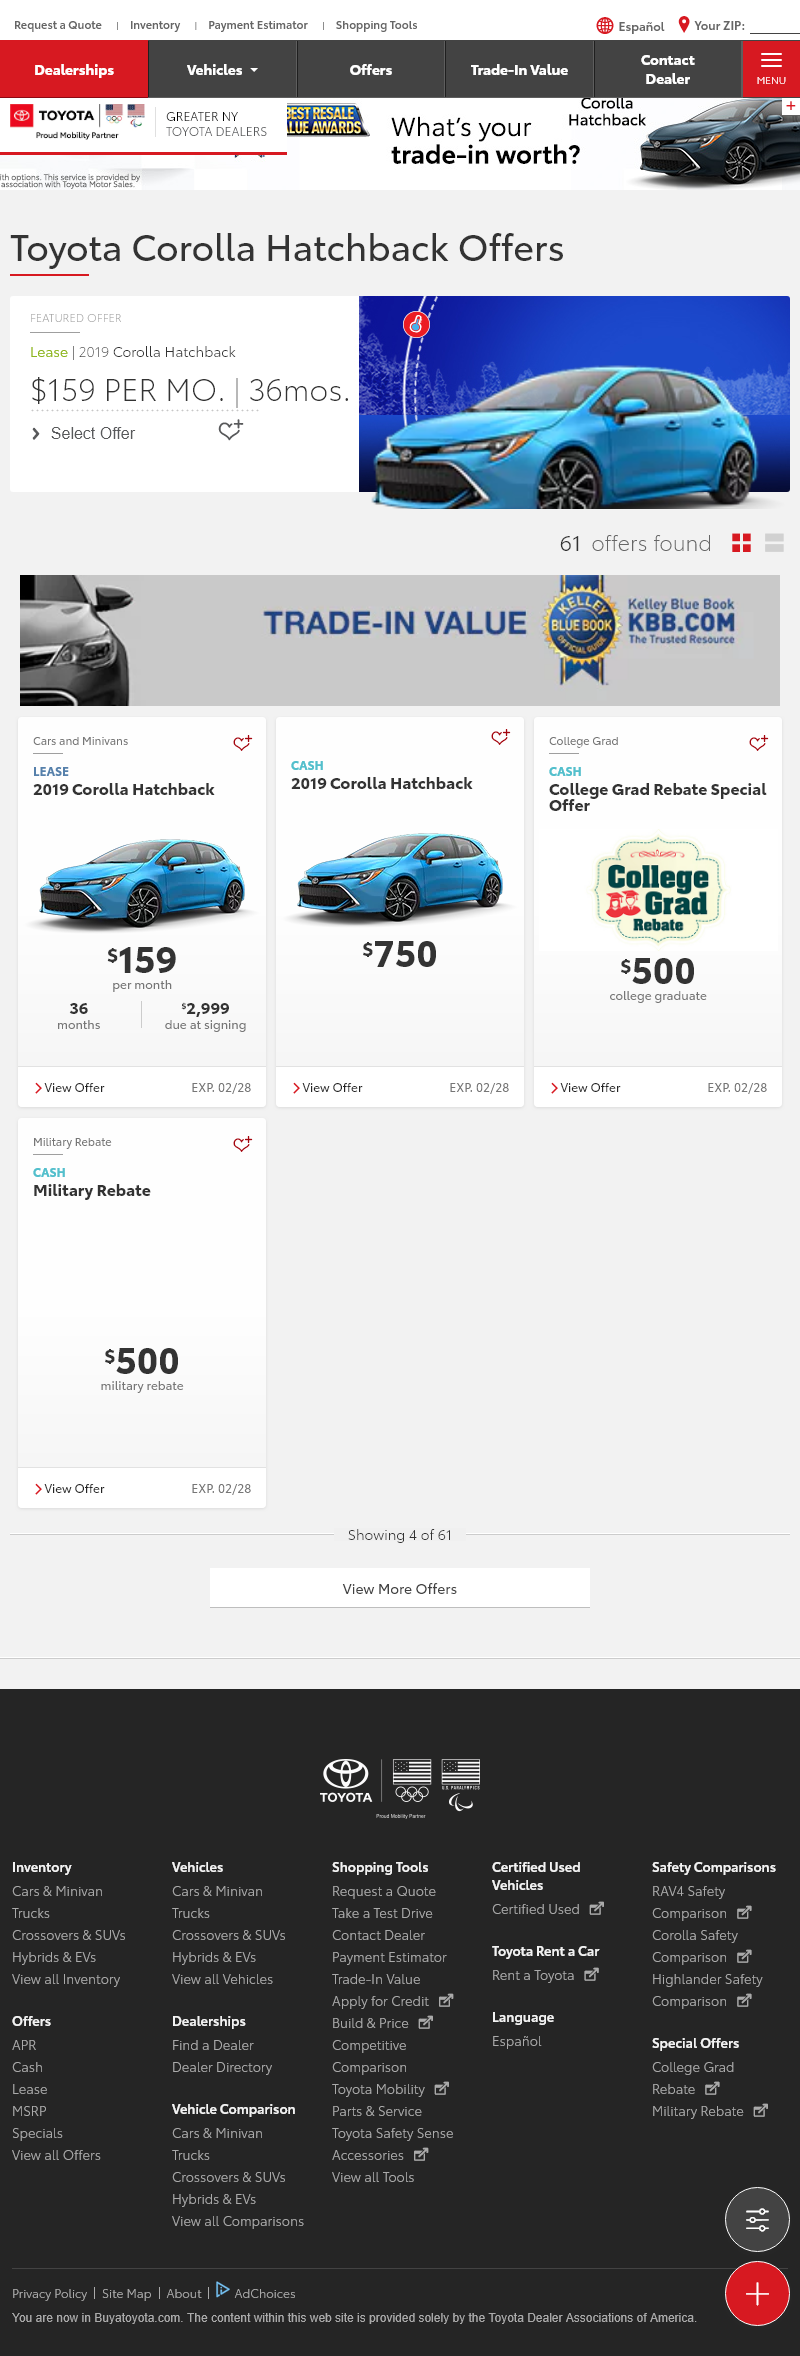 Request a Quote | Inventory | Payment Estimator | Shopping Tools
Español Your ZIP:
Dealerships Vehicles Offers Trade-In Value Contact Dealer MENU
TOYOTA
Proud Mobility Partner
GREATER NY
TOYOTA DEALERS
BEST RESALE
VALUE AWARDS
What's your
trade-in worth?
Corolla
Hatchback
ith options. This service is provided by
association with Toyota Motor Sales.
Toyota Corolla Hatchback Offers
FEATURED OFFER
Lease | 2019 Corolla Hatchback
$159 PER MO. | 36mos.
Select Offer
61 offers found
TRADE-IN VALUE
KELLEY
BLUE BOOK
OFFICIAL GUIDE
Kelley Blue Book
KBB.COM
The Trusted Resource
Cars and Minivans
LEASE
2019 Corolla Hatchback
$159
per month
36
months
$2,999
due at signing
View Offer EXP. 02/28
CASH
2019 Corolla Hatchback
$750
View Offer EXP. 02/28
College Grad
CASH
College Grad Rebate Special
Offer
College
Grad
Rebate
$500
college graduate
View Offer EXP. 02/28
Military Rebate
CASH
Military Rebate
$500
military rebate
View Offer EXP. 02/28
Showing 4 of 61
View More Offers
TOYOTA
U.S. PARALYMPICS
Proud Mobility Partner
Inventory
Cars & Minivan
Trucks
Crossovers & SUVs
Hybrids & EVs
View all Inventory
Offers
APR
Cash
Lease
MSRP
Specials
View all Offers
Vehicles
Cars & Minivan
Trucks
Crossovers & SUVs
Hybrids & EVs
View all Vehicles
Dealerships
Find a Dealer
Dealer Directory
Vehicle Comparison
Cars & Minivan
Trucks
Crossovers & SUVs
Hybrids & EVs
View all Comparisons
Shopping Tools
Request a Quote
Take a Test Drive
Contact Dealer
Payment Estimator
Trade-In Value
Apply for Credit
Build & Price
Competitive
Comparison
Toyota Mobility
Parts & Service
Toyota Safety Sense
Accessories
View all Tools
Certified Used
Vehicles
Certified Used
Toyota Rent a Car
Rent a Toyota
Language
Español
Safety Comparisons
RAV4 Safety
Comparison
Corolla Safety
Comparison
Highlander Safety
Comparison
Special Offers
College Grad
Rebate
Military Rebate
Privacy Policy | Site Map | About | AdChoices
You are now in Buyatoyota.com. The content within this web site is provided solely by the Toyota Dealer Associations of America.